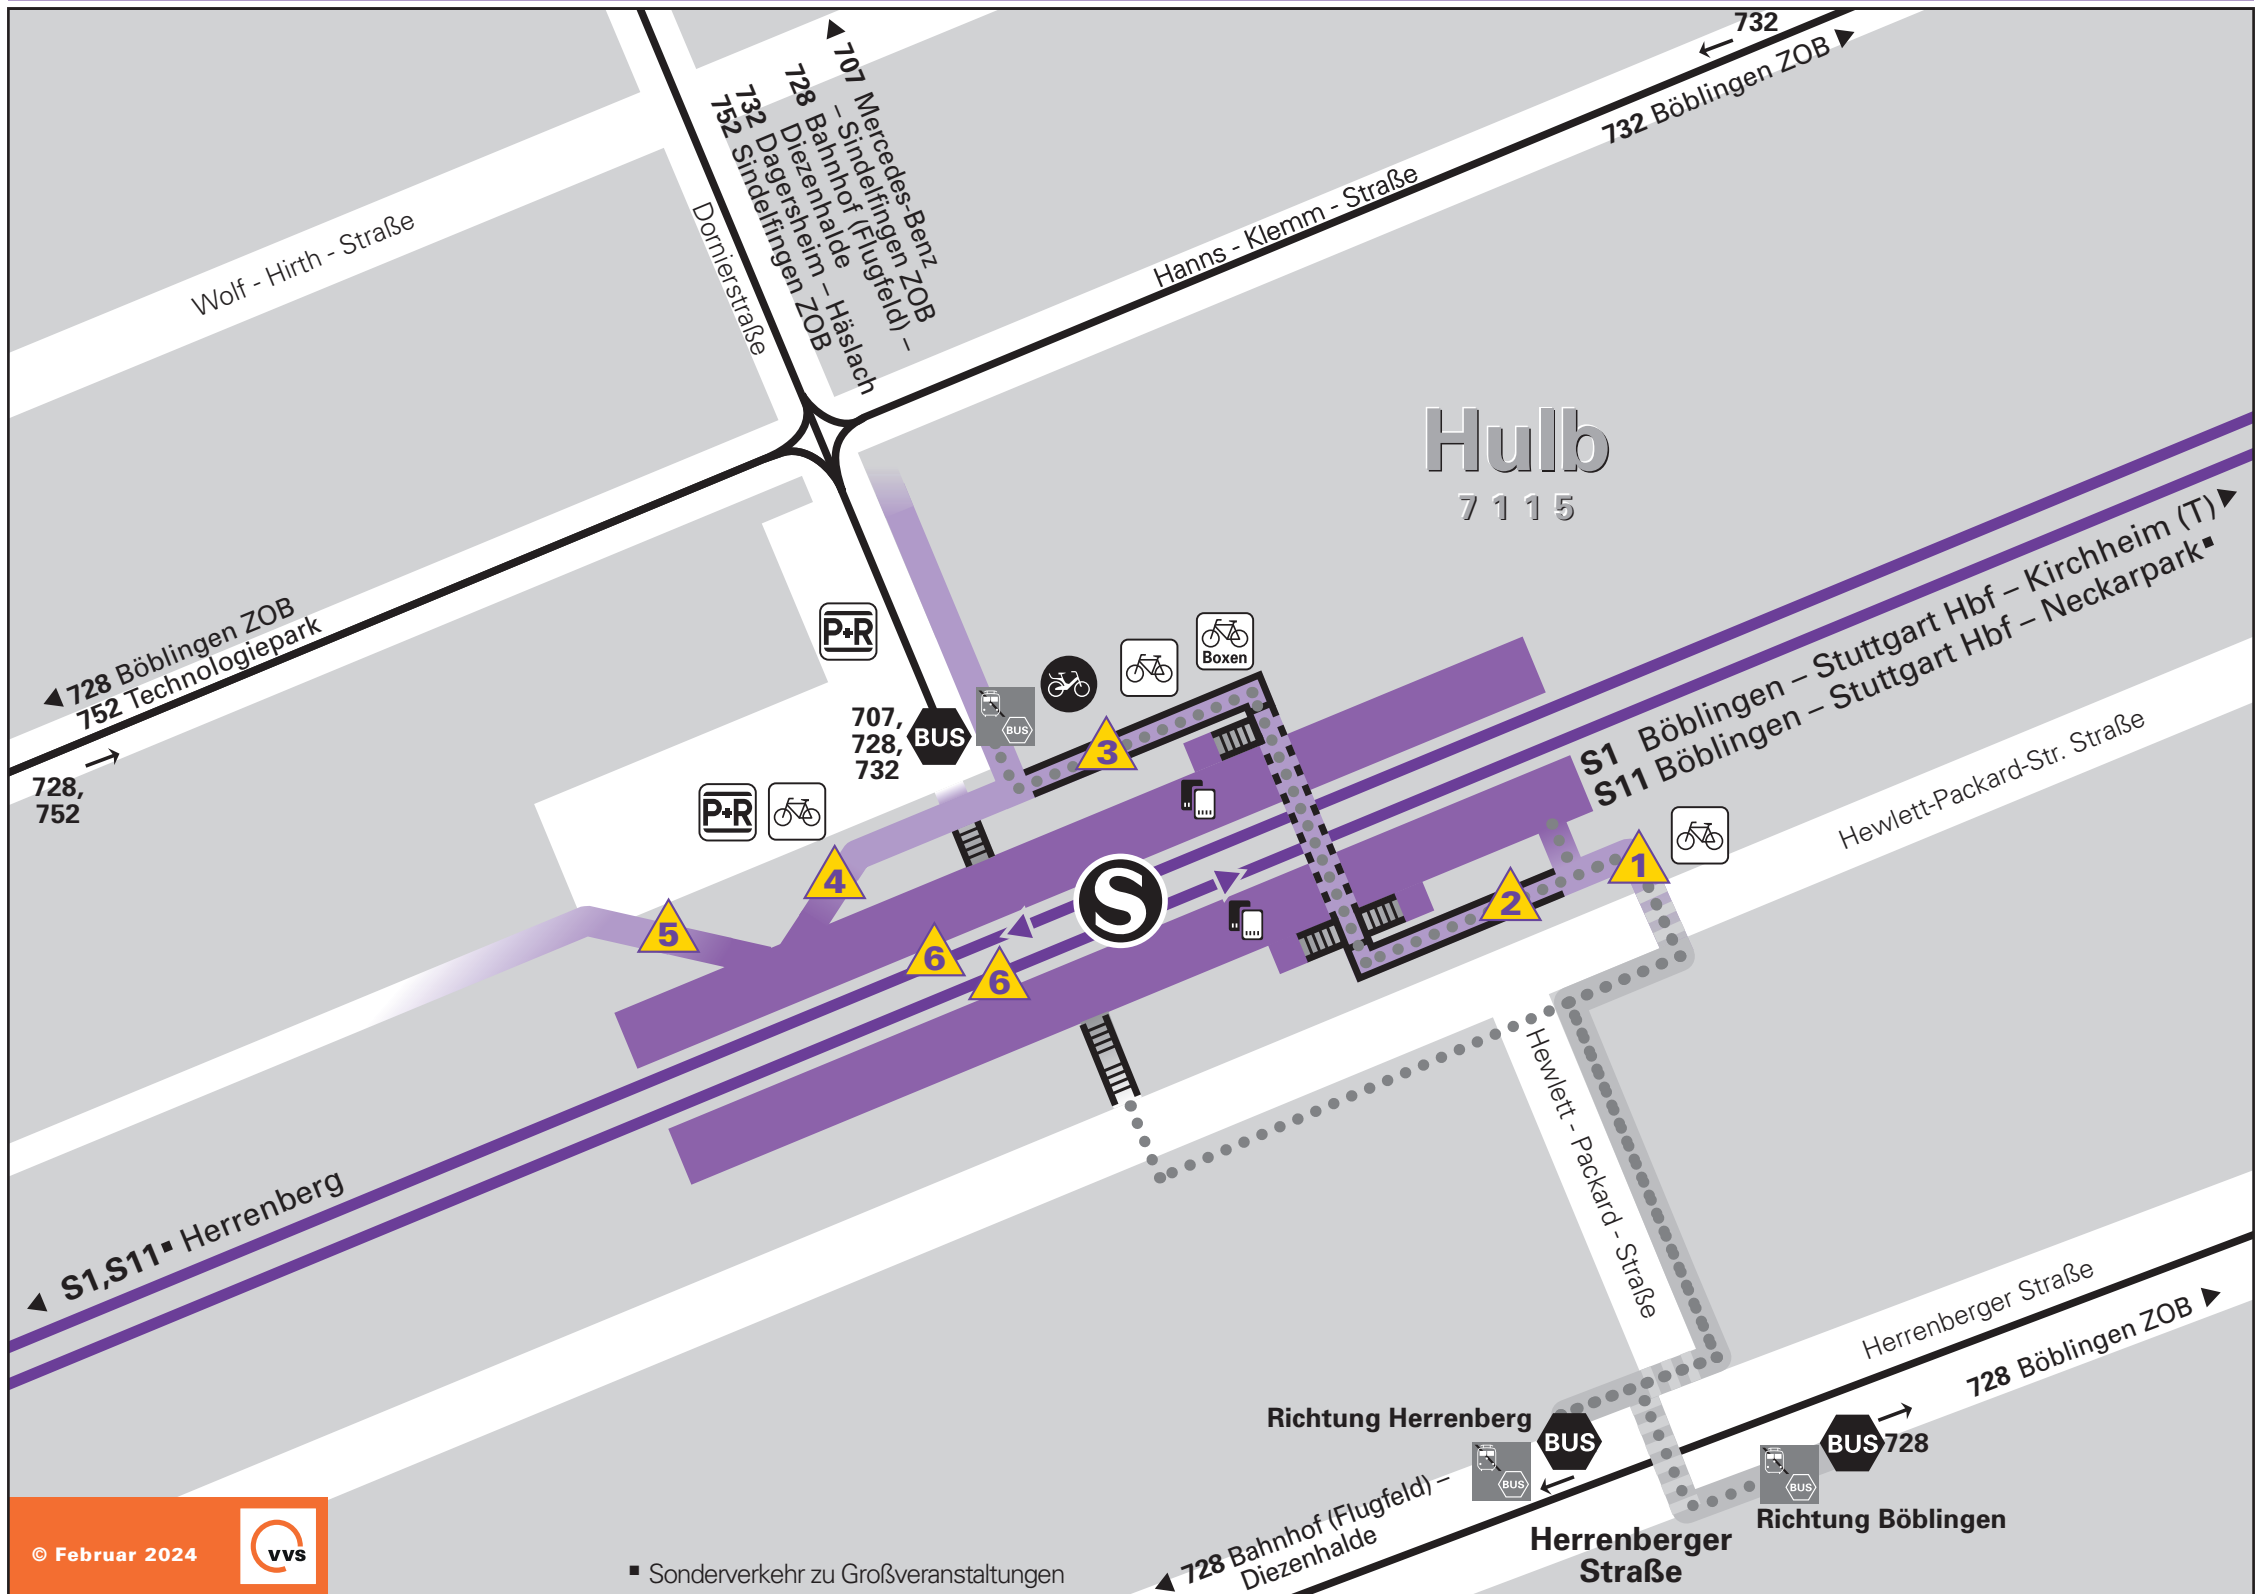 732
732 Böblingen ZOB
707 Mercedes-Benz
– Sindelfingen ZOB
728 Bahnhof (Flugfeld) –
Diezenhalde
732 Dagersheim – Häslach
752 Sindelfingen ZOB
Dornierstraße
Wolf - Hirth - Straße
Hanns - Klemm - Straße
Hulb
7115
728 Böblingen ZOB
752 Technologiepark
728,
752
P+R
Boxen
707,
728,
732
BUS
BUS
3
P+R
4
5
6
6
S
2
1
S1 Böblingen – Stuttgart Hbf – Kirchheim (T)
S11 Böblingen – Stuttgart Hbf – Neckarpark▪
Hewlett-Packard-Str. Straße
S1,S11▪ Herrenberg
Hewlett - Packard - Straße
Herrenberger Straße
728 Böblingen ZOB
Richtung Herrenberg
BUS
BUS
BUS
728
BUS
Richtung Böblingen
728 Bahnhof (Flugfeld) –
Diezenhalde
Herrenberger
Straße
© Februar 2024
VVS
▪ Sonderverkehr zu Großveranstaltungen